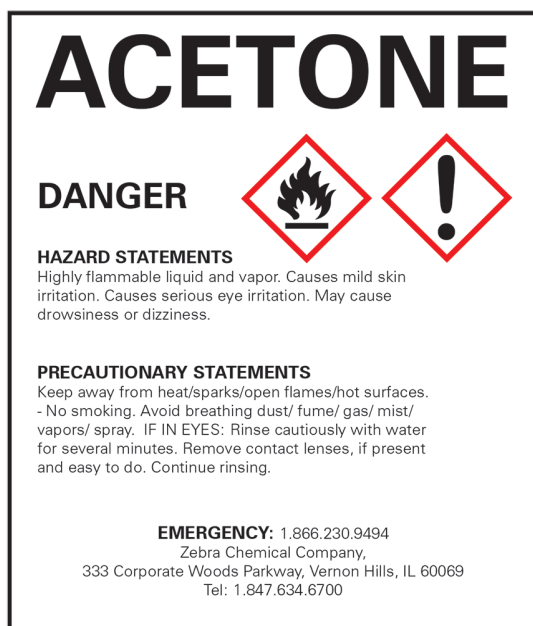 ACETONE
DANGER
HAZARD STATEMENTS
Highly flammable liquid and vapor. Causes mild skin
irritation. Causes serious eye irritation. May cause
drowsiness or dizziness.
PRECAUTIONARY STATEMENTS
Keep away from heat/sparks/open flames/hot surfaces.
- No smoking. Avoid breathing dust/ fume/ gas/ mist/
vapors/ spray.  IF IN EYES: Rinse cautiously with water
for several minutes. Remove contact lenses, if present
and easy to do. Continue rinsing.
EMERGENCY: 1.866.230.9494
Zebra Chemical Company,
333 Corporate Woods Parkway, Vernon Hills, IL 60069
Tel: 1.847.634.6700